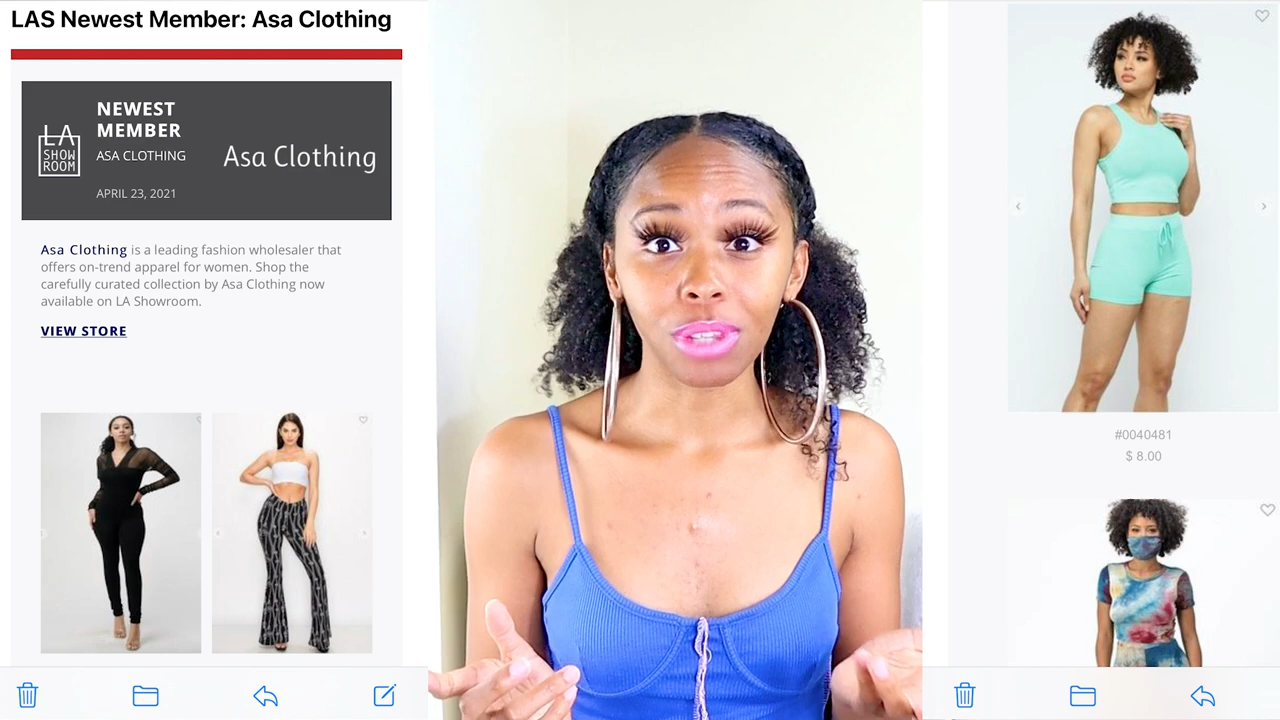 LAS Newest Member: Asa Clothing
LA
SHOW
ROOM
NEWEST
MEMBER
ASA CLOTHING
APRIL 23, 2021
Asa Clothing
Asa Clothing is a leading fashion wholesaler that
offers on-trend apparel for women. Shop the
carefully curated collection by Asa Clothing now
available on LA Showroom.
VIEW STORE
#0040481
$ 8.00